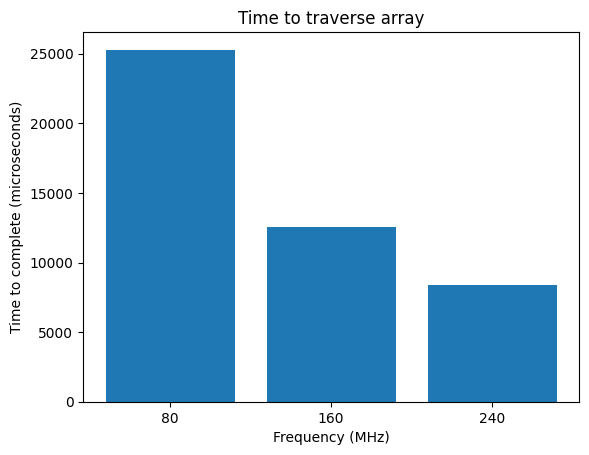 Time to traverse array
Time to complete (microseconds)
25000
20000
15000
10000
5000
0
80 160 240
Frequency (MHz)